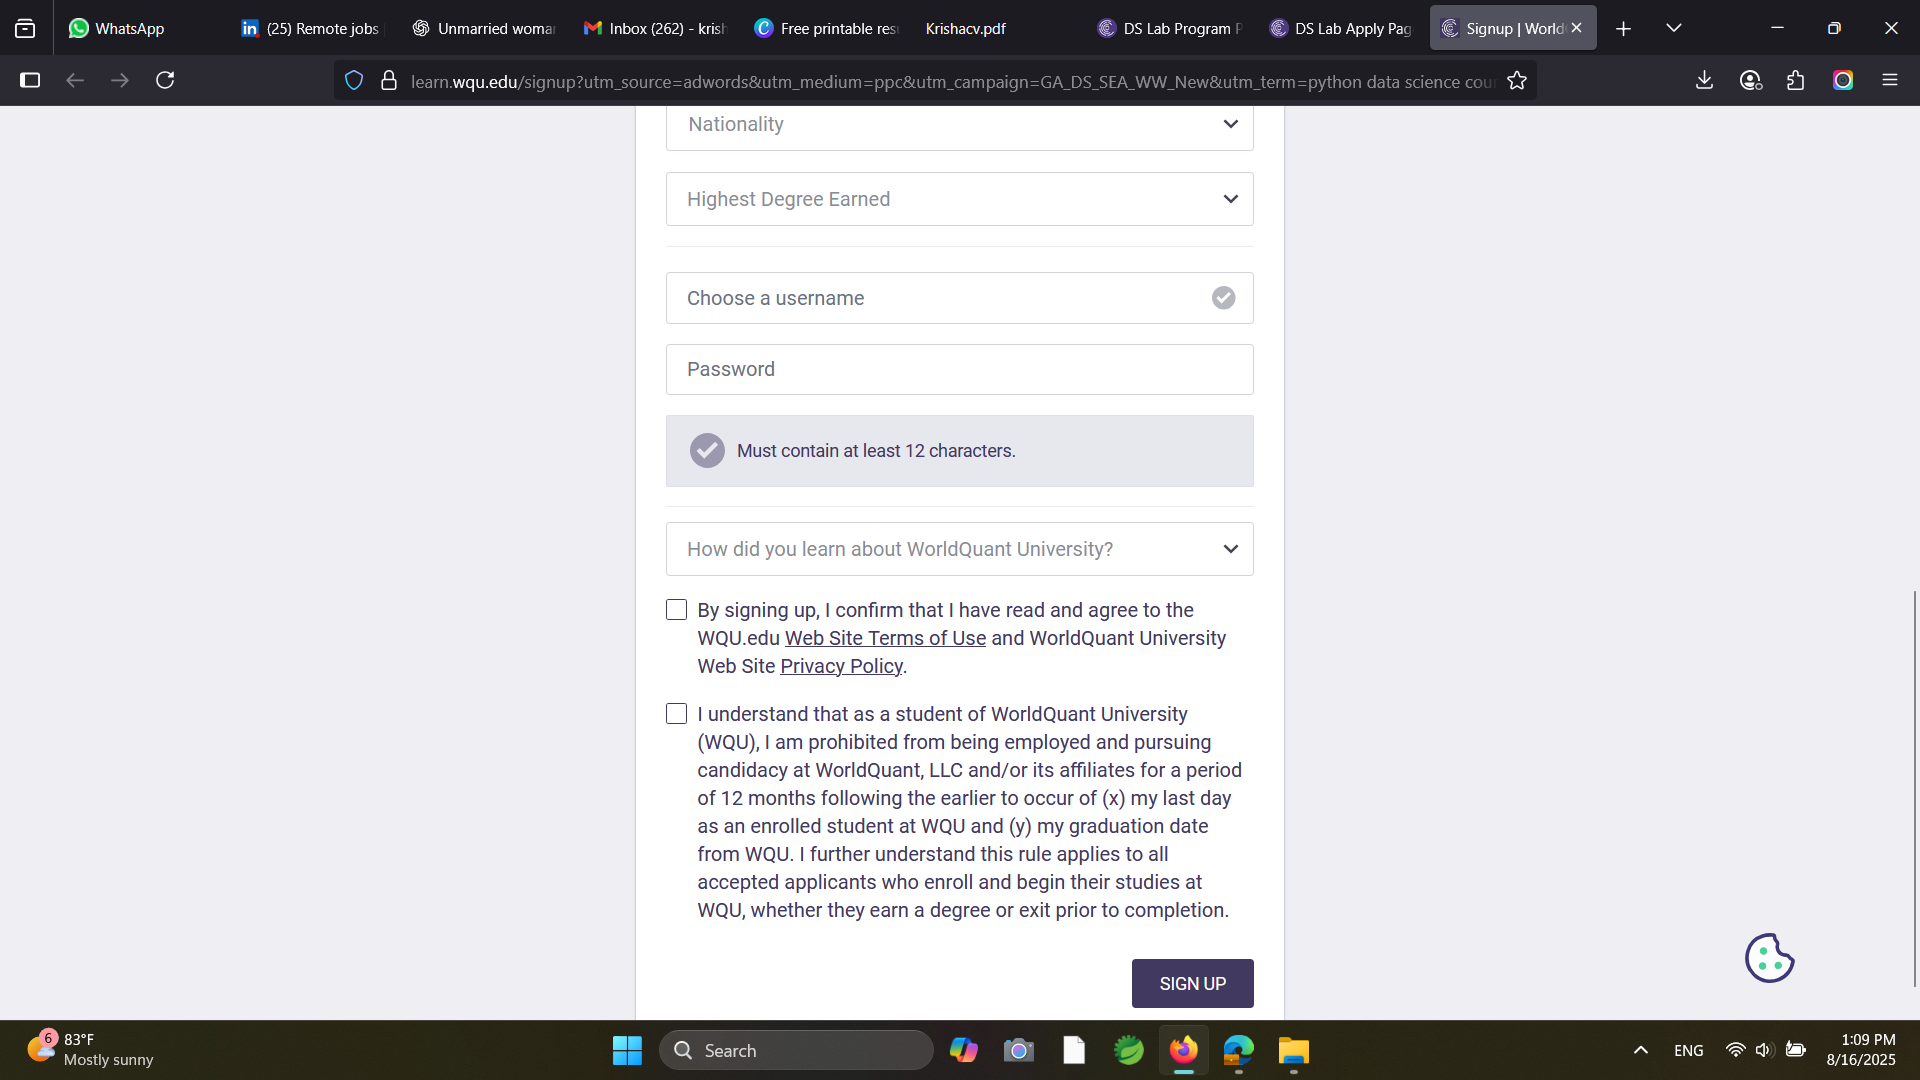 WhatsApp
(25) Remote jobs
Unmarried woma
Inbox (262) - krish
Free printable resu
Krishacv.pdf
DS Lab Program P
DS Lab Apply Pag
Signup | World
learn.wqu.edu/signup?utm_source=adwords&utm_medium=ppc&utm_campaign=GA_DS_SEA_WW_New&utm_term=python data science cour
Nationality
Highest Degree Earned
Choose a username
Password
Must contain at least 12 characters.
How did you learn about WorldQuant University?
By signing up, I confirm that I have read and agree to the
WQU.edu Web Site Terms of Use and WorldQuant University
Web Site Privacy Policy.
I understand that as a student of WorldQuant University
(WQU), I am prohibited from being employed and pursuing
candidacy at WorldQuant, LLC and/or its affiliates for a period
of 12 months following the earlier to occur of (x) my last day
as an enrolled student at WQU and (y) my graduation date
from WQU. I further understand this rule applies to all
accepted applicants who enroll and begin their studies at
WQU, whether they earn a degree or exit prior to completion.
SIGN UP
6
83°F
Mostly sunny
Search
ENG
1:09 PM
8/16/2025